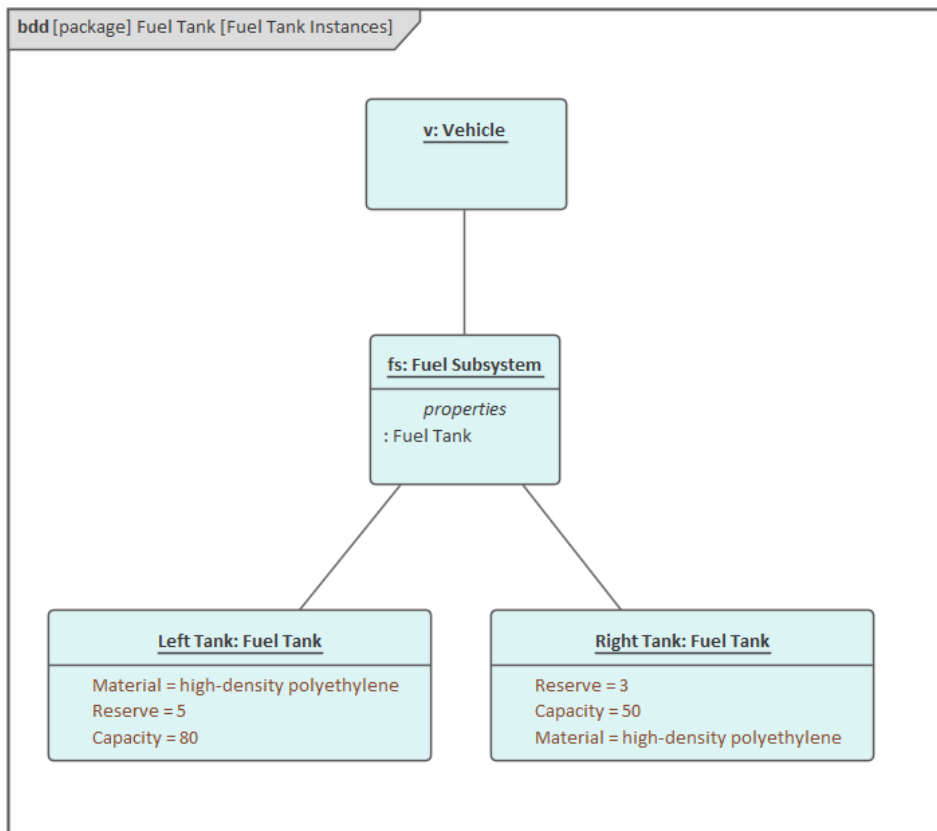 bdd [package] Fuel Tank [Fuel Tank Instances]
v: Vehicle
fs: Fuel Subsystem
properties
: Fuel Tank
Left Tank: Fuel Tank
Material = high-density polyethylene
Reserve = 5
Capacity = 80
Right Tank: Fuel Tank
Reserve = 3
Capacity = 50
Material = high-density polyethylene